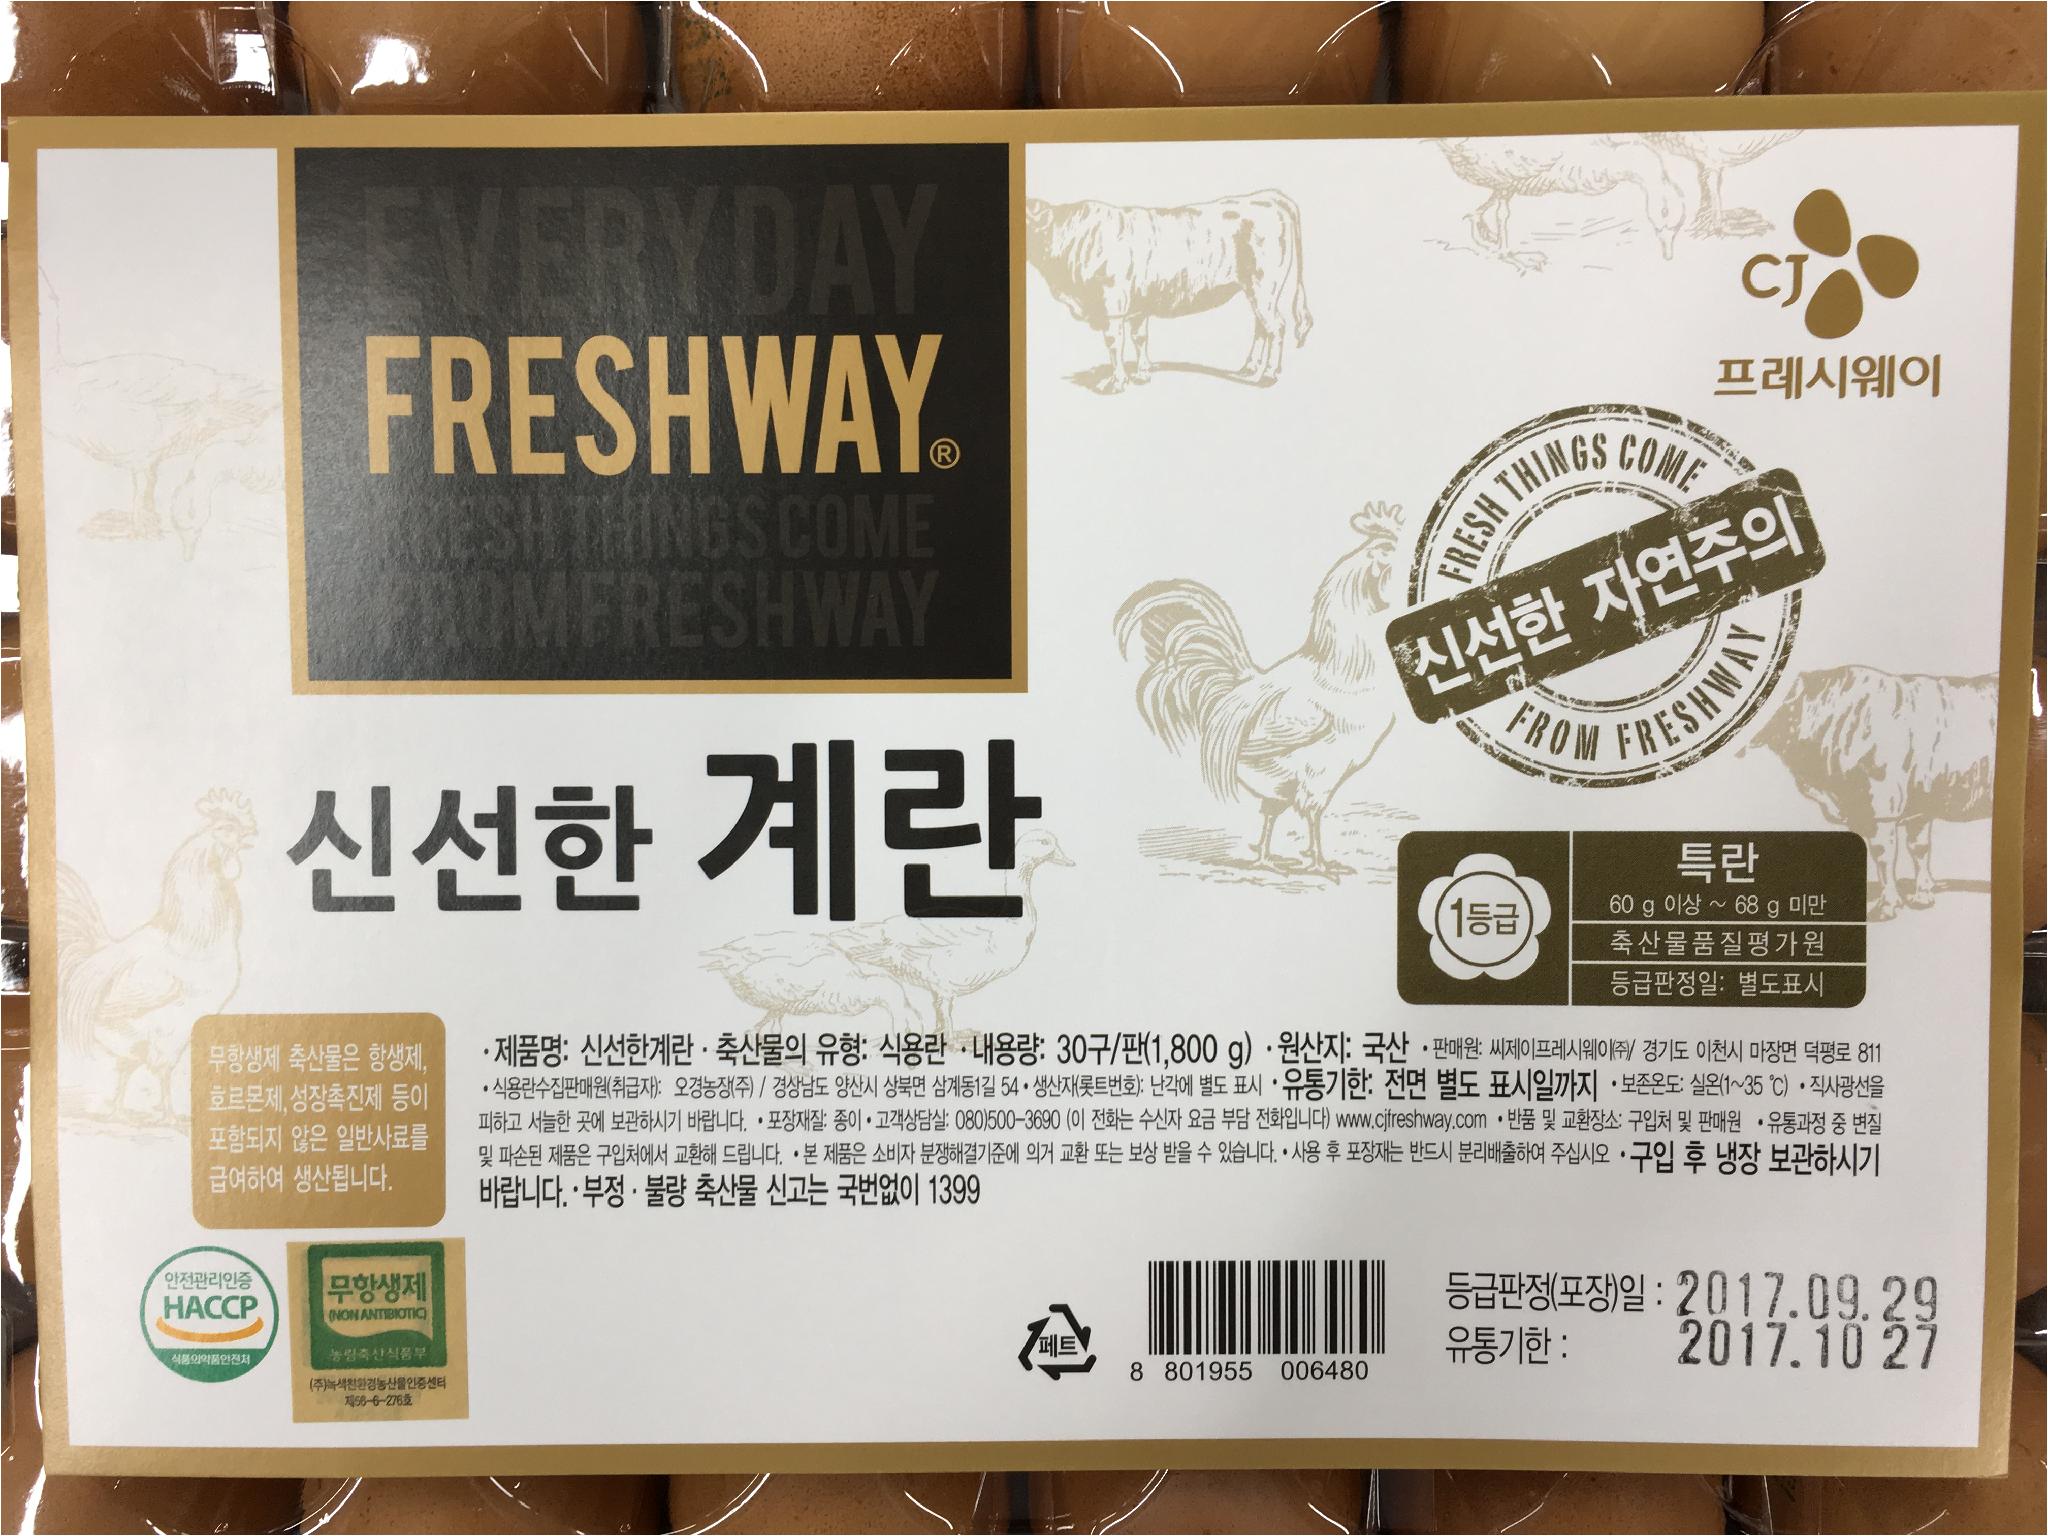 EVERYDAY
FRESHWAY®
FRESH THINGS COME
FROM FRESHWAY
CJ
프레시웨이
FRESH THINGS COME
신선한 자연주의
FROM FRESHWAY
신선한 계란
1등급
특란
60 g 이상 ~ 68 g 미만
축산물품질평가원
등급판정일: 별도표시
무항생제 축산물은 항생제,
호르몬제, 성장촉진제 등이
포함되지 않은 일반사료를
급여하여 생산됩니다.
·제품명: 신선한계란 · 축산물의 유형: 식용란 · 내용량: 30구/판(1,800 g) · 원산지: 국산 · 판매원: 씨제이프레시웨이㈜/ 경기도 이천시 마장면 덕평로 811
· 식용란수집판매원(취급자): 오경농장(주) / 경상남도 양산시 상북면 삼계동1길 54 · 생산자(롯트번호): 난각에 별도 표시 · 유통기한: 전면 별도 표시일까지 · 보존온도: 실온(1~35 ℃) · 직사광선을
피하고 서늘한 곳에 보관하시기 바랍니다. · 포장재질: 종이 · 고객상담실: 080)500-3690 (이 전화는 수신자 요금 부담 전화입니다) www.cjfreshway.com · 반품 및 교환장소: 구입처 및 판매원 · 유통과정 중 변질
및 파손된 제품은 구입처에서 교환해 드립니다. · 본 제품은 소비자 분쟁해결기준에 의거 교환 또는 보상 받을 수 있습니다. · 사용 후 포장재는 반드시 분리배출하여 주십시오 · 구입 후 냉장 보관하시기
바랍니다. · 부정 · 불량 축산물 신고는 국번없이 1399
안전관리인증
HACCP
식품의약품안전처
무항생제
(NON ANTIBIOTIC)
농림축산식품부
(주)녹색친환경농산물인증센터
제56-6-276호
페트
8 801955 006480
등급판정(포장)일 : 2017.09.29
유통기한 : 2017.10 27